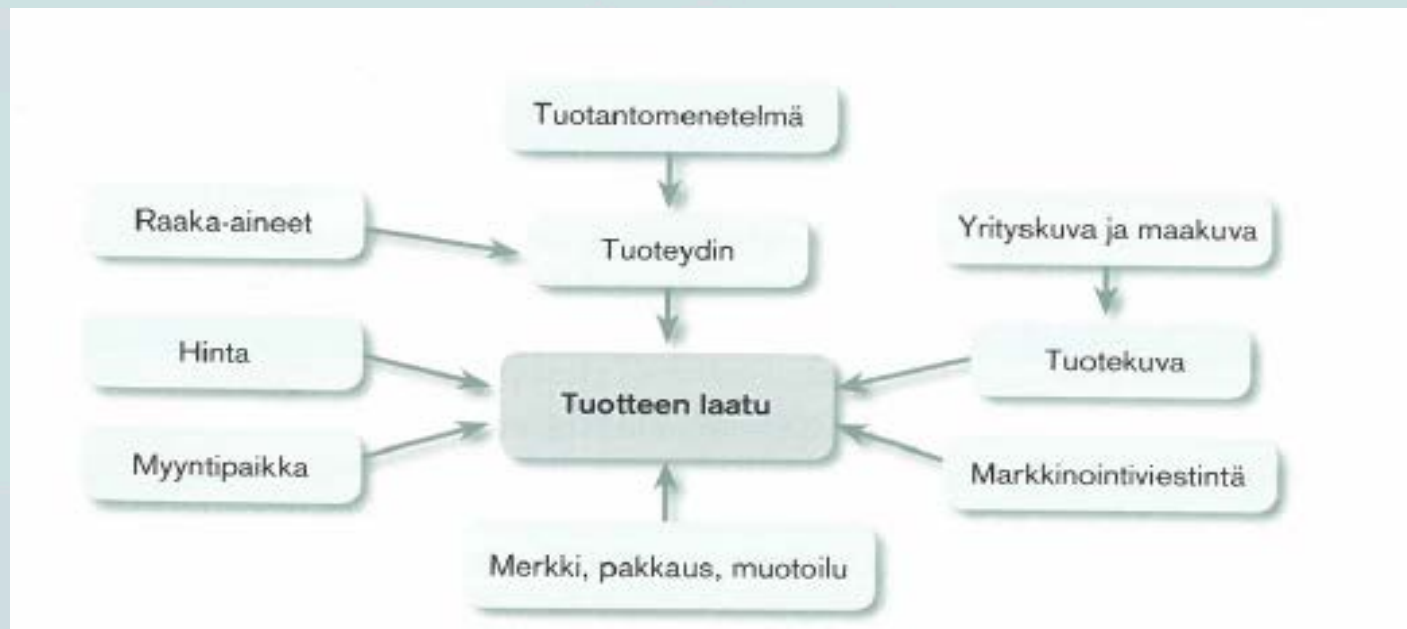 Tuotantomenetelmä
Raaka-aineet
Tuoteydin
Yrityskuva ja maakuva
Hinta
Tuotteen laatu
Tuotekuva
Myyntipaikka
Markkinointiviestintä
Merkki, pakkaus, muotoilu